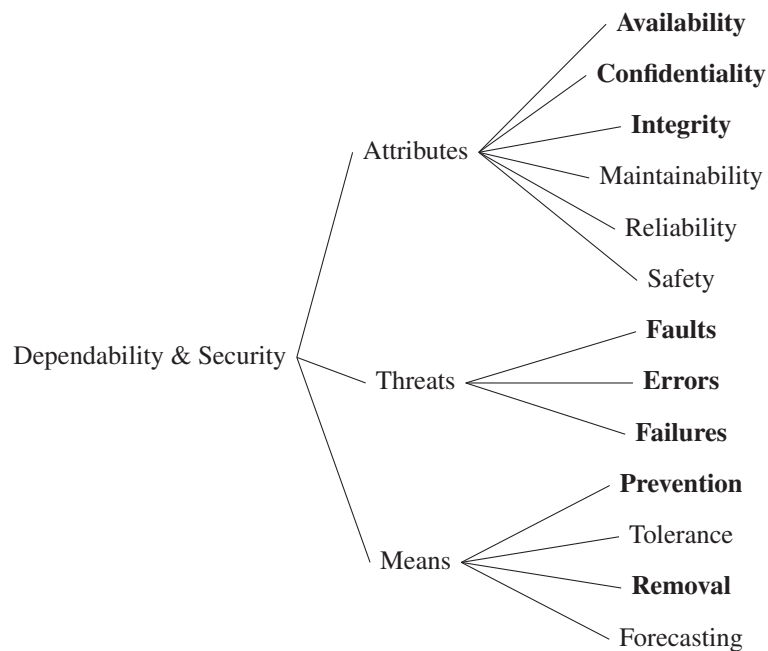 Availability
Confidentiality
Integrity
Attributes
Maintainability
Reliability
Safety
Faults
Dependability & Security
Threats
Errors
Failures
Prevention
Tolerance
Means
Removal
Forecasting